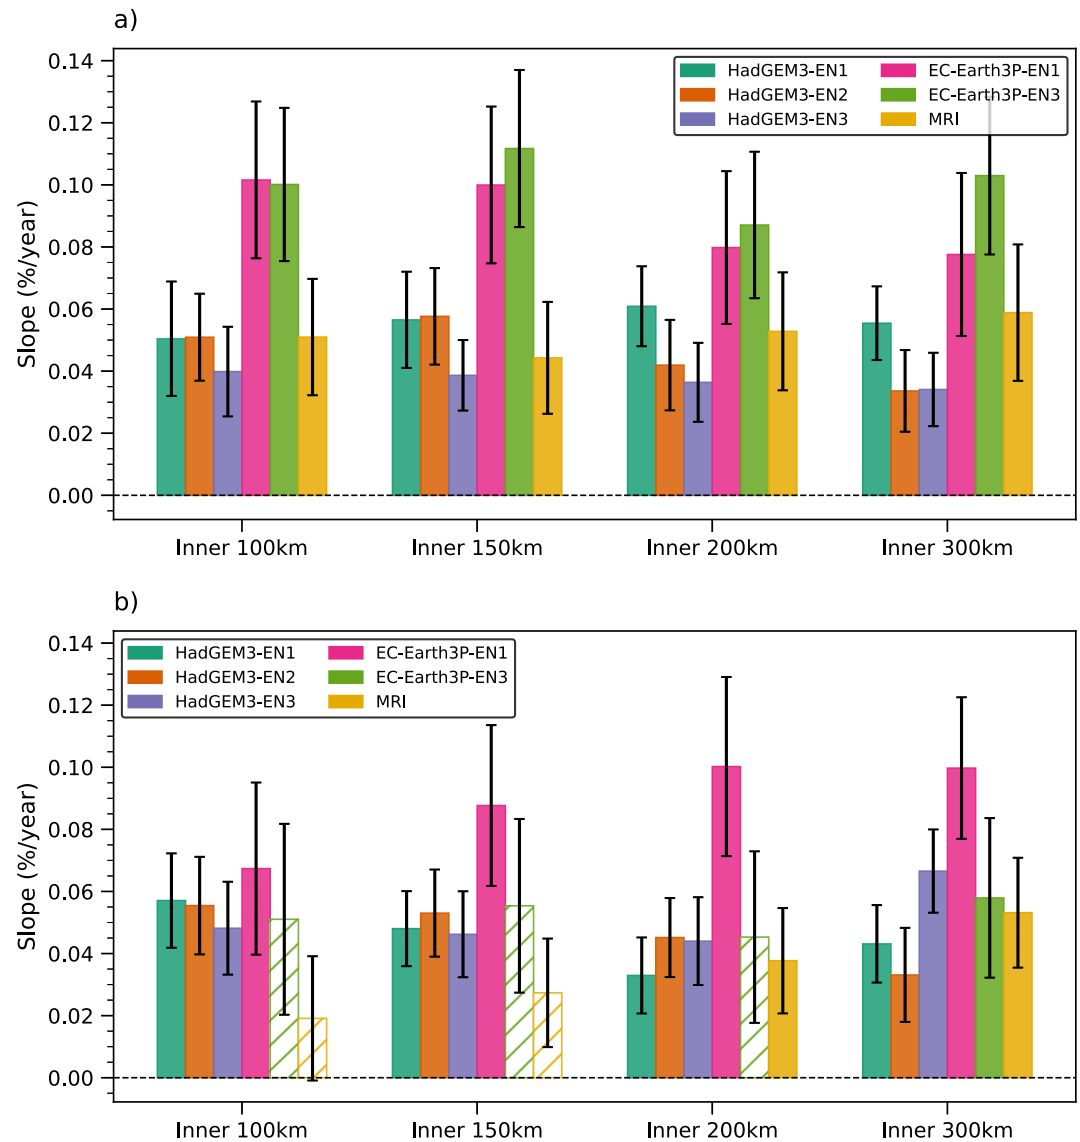 a)
0.14
0.12
0.10
0.08
0.06
0.04
0.02
0.00
Slope (%/year)
HadGEM3-EN1 EC-Earth3P-EN1
HadGEM3-EN2 EC-Earth3P-EN3
HadGEM3-EN3 MRI
Inner 100km Inner 150km Inner 200km Inner 300km
b)
0.14
0.12
0.10
0.08
0.06
0.04
0.02
0.00
Slope (%/year)
HadGEM3-EN1 EC-Earth3P-EN1
HadGEM3-EN2 EC-Earth3P-EN3
HadGEM3-EN3 MRI
Inner 100km Inner 150km Inner 200km Inner 300km